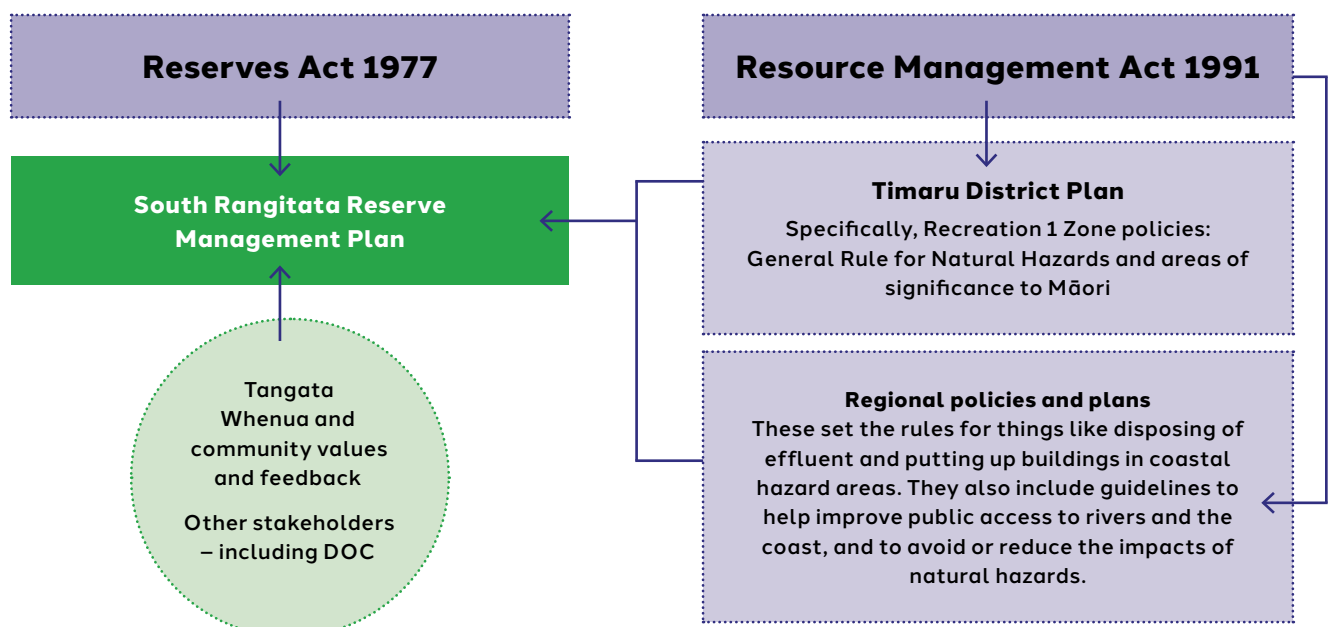 Reserves Act 1977
South Rangitata Reserve
Management Plan
Tangata
Whenua and
community values
and feedback
Other stakeholders
– including DOC
Resource Management Act 1991
Timaru District Plan
Specifically, Recreation 1 Zone policies:
General Rule for Natural Hazards and areas of
significance to Māori
Regional policies and plans
These set the rules for things like disposing of
effluent and putting up buildings in coastal
hazard areas. They also include guidelines to
help improve public access to rivers and the
coast, and to avoid or reduce the impacts of
natural hazards.